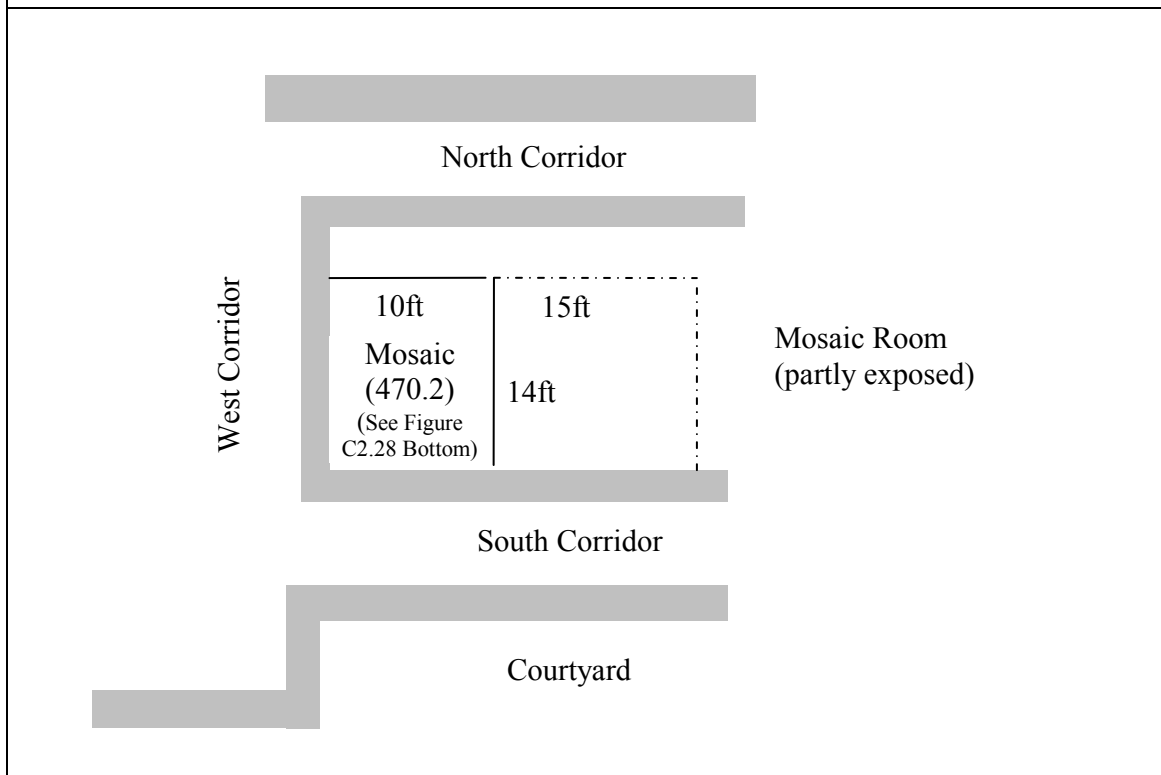 North Corridor
West Corridor
10ft
15ft
Mosaic
(470.2)
(See Figure
C2.28 Bottom)
14ft
Mosaic Room
(partly exposed)
South Corridor
Courtyard